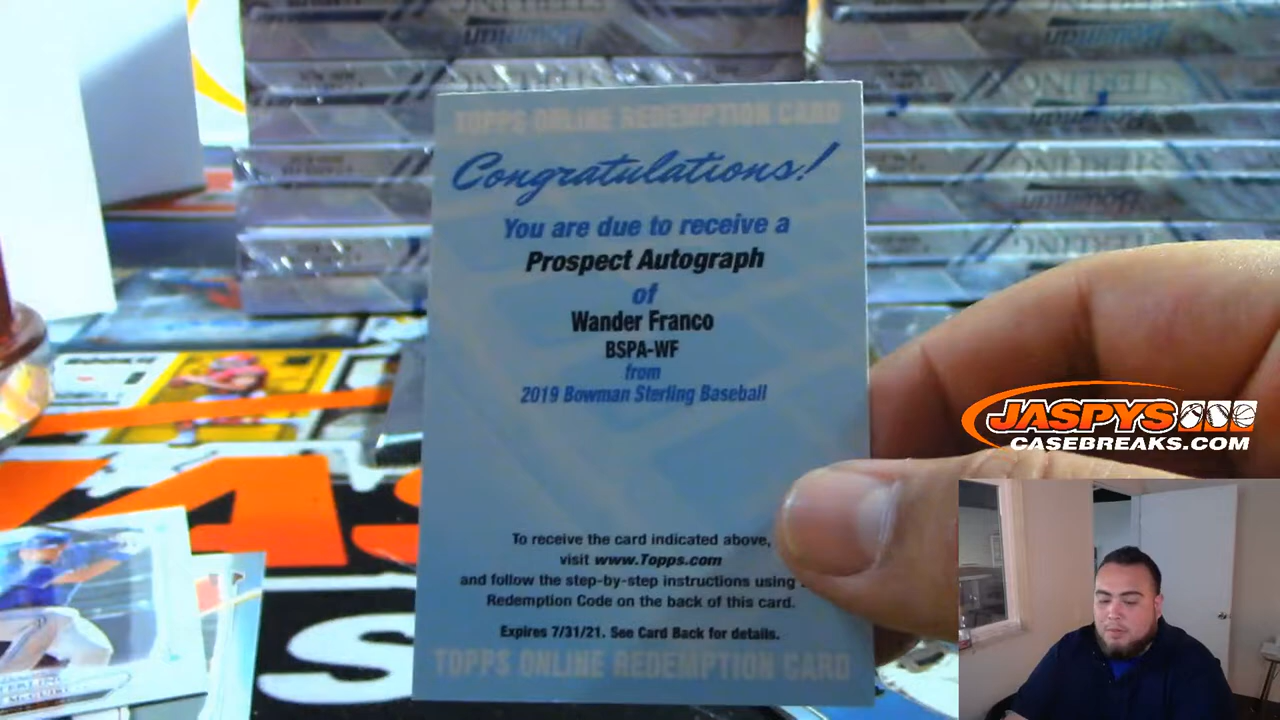 TOPPS ONLINE REDEMPTION CARD
Congratulations!
You are due to receive a
Prospect Autograph
of
Wander Franco
BSPA-WF
from
2019 Bowman Sterling Baseball
To receive the card indicated above,
visit www.Topps.com
and follow the step-by-step instructions using
Redemption Code on the back of this card.
Expires 7/31/21. See Card Back for details.
TOPPS ONLINE REDEMPTION CARD
JASPYS
CASEBREAKS.COM